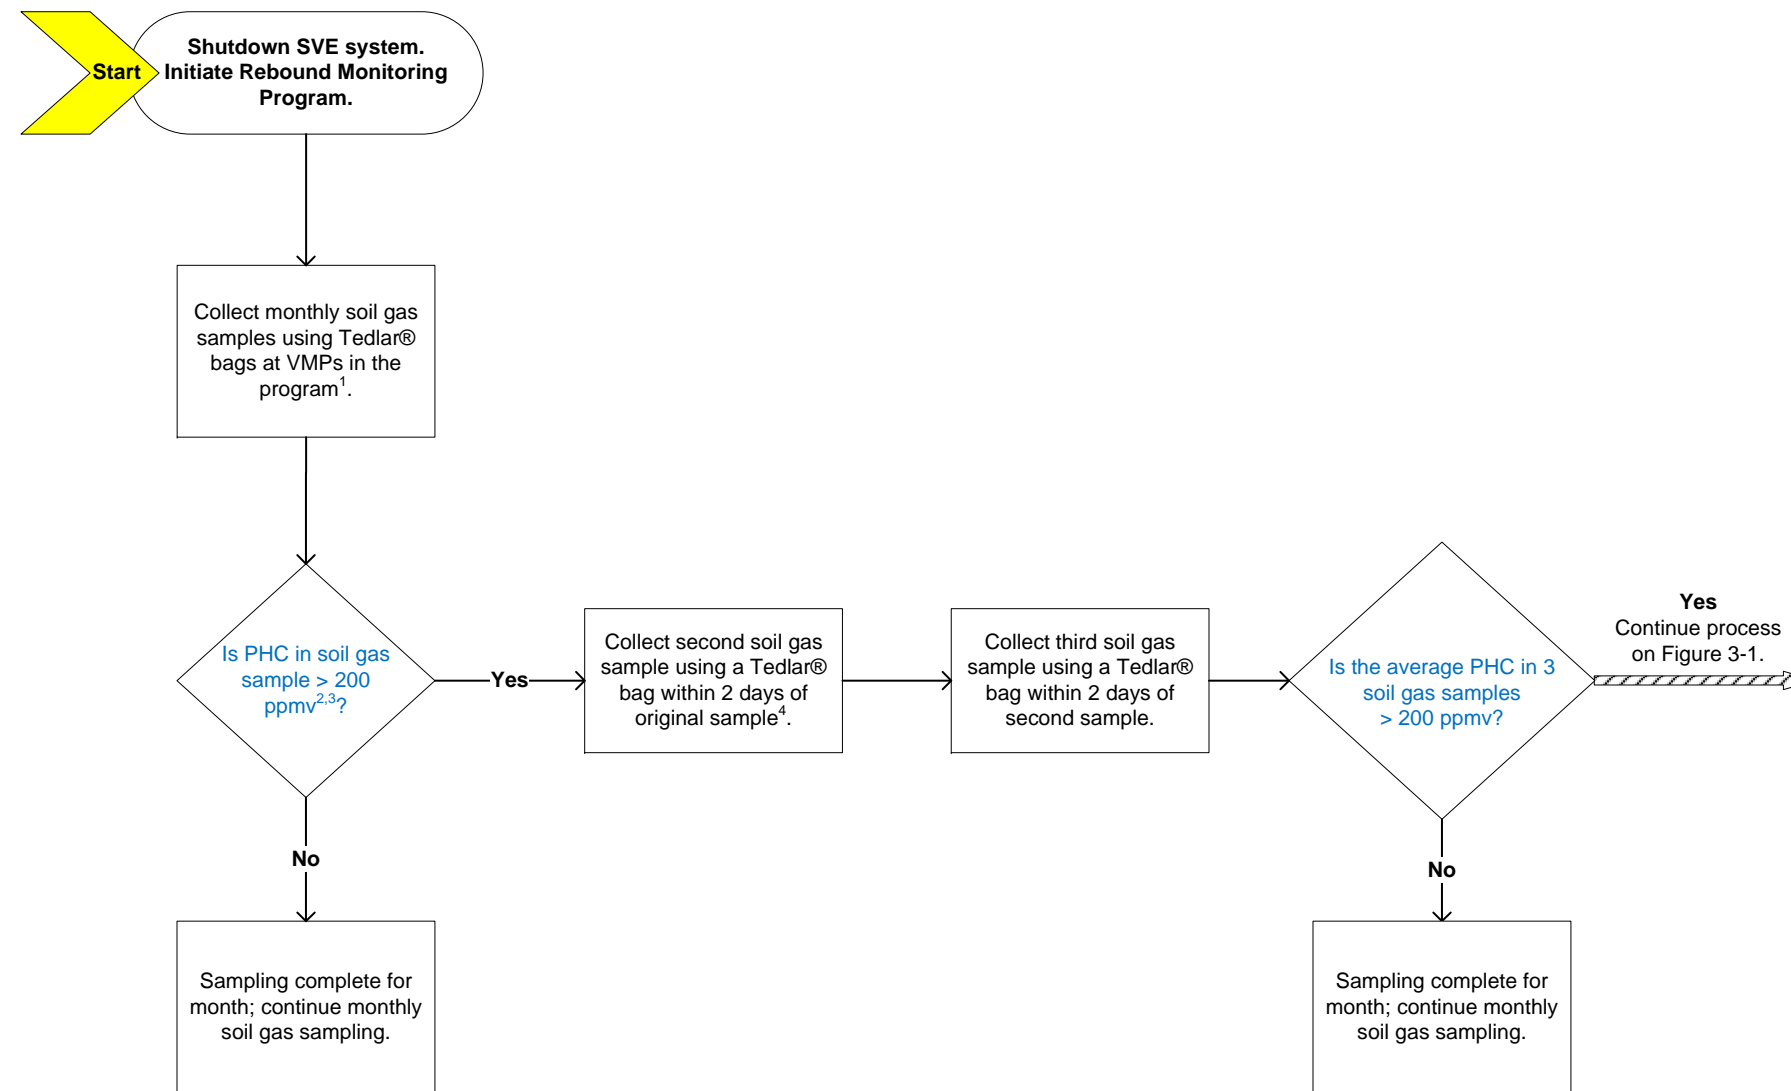 Start
Shutdown SVE system.
Initiate Rebound Monitoring
Program.
Collect monthly soil gas
samples using Tedlar®
bags at VMPs in the
program¹.
Is PHC in soil gas
sample > 200
ppmv²,³?
Yes
Collect second soil gas
sample using a Tedlar®
bag within 2 days of
original sample⁴.
Collect third soil gas
sample using a Tedlar®
bag within 2 days of
second sample.
Is the average PHC in 3
soil gas samples
> 200 ppmv?
Yes
Continue process
on Figure 3-1.
No
Sampling complete for
month; continue monthly
soil gas sampling.
No
Sampling complete for
month; continue monthly
soil gas sampling.